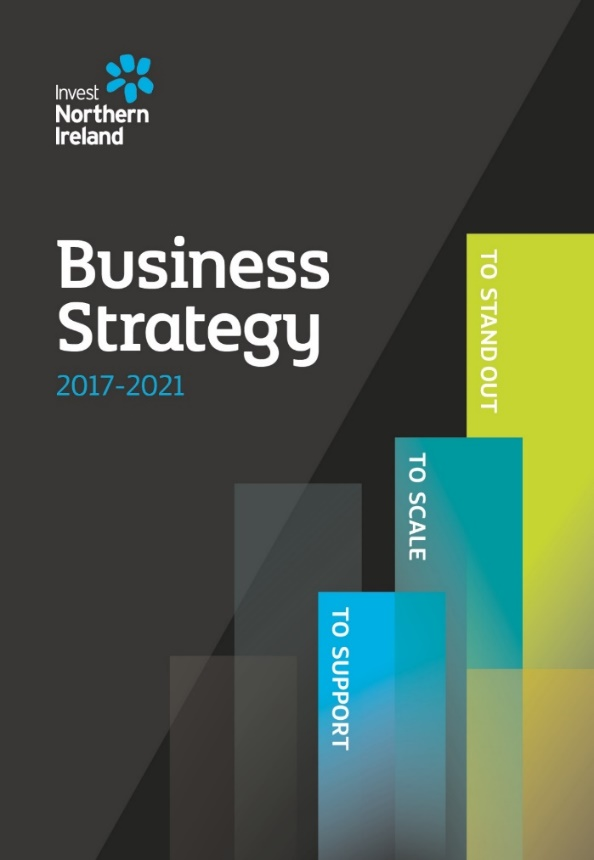 Invest
Northern
Ireland
Business
Strategy
2017-2021
TO STAND OUT
TO SCALE
TO SUPPORT